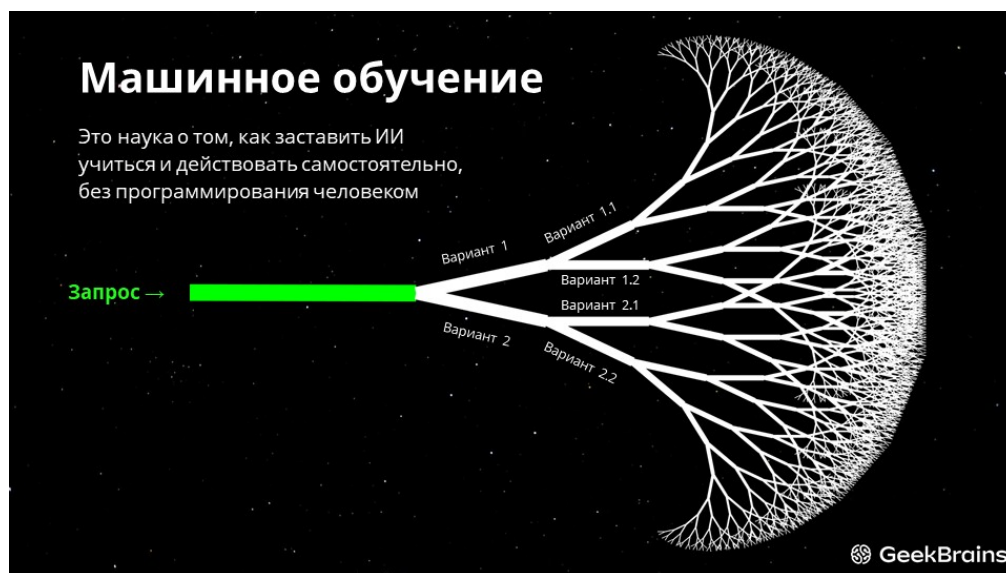 Машинное обучение
Это наука о том, как заставить ИИ
учиться и действовать самостоятельно,
без программирования человеком
Вариант 1.1
Вариант 1
Вариант 1.2
Запрос →
Вариант 2.1
Вариант 2
Вариант 2.2
GeekBrains